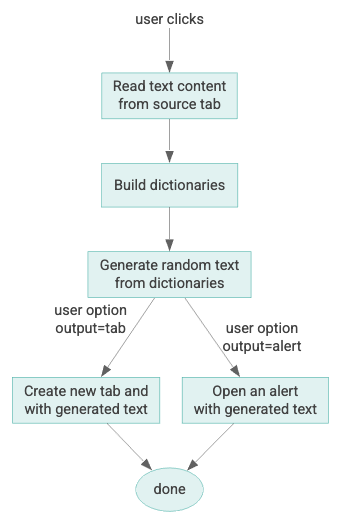 user clicks
Read text content
from source tab
Build dictionaries
Generate random text
from dictionaries
user option
output=tab
user option
output=alert
Create new tab and
with generated text
Open an alert
with generated text
done